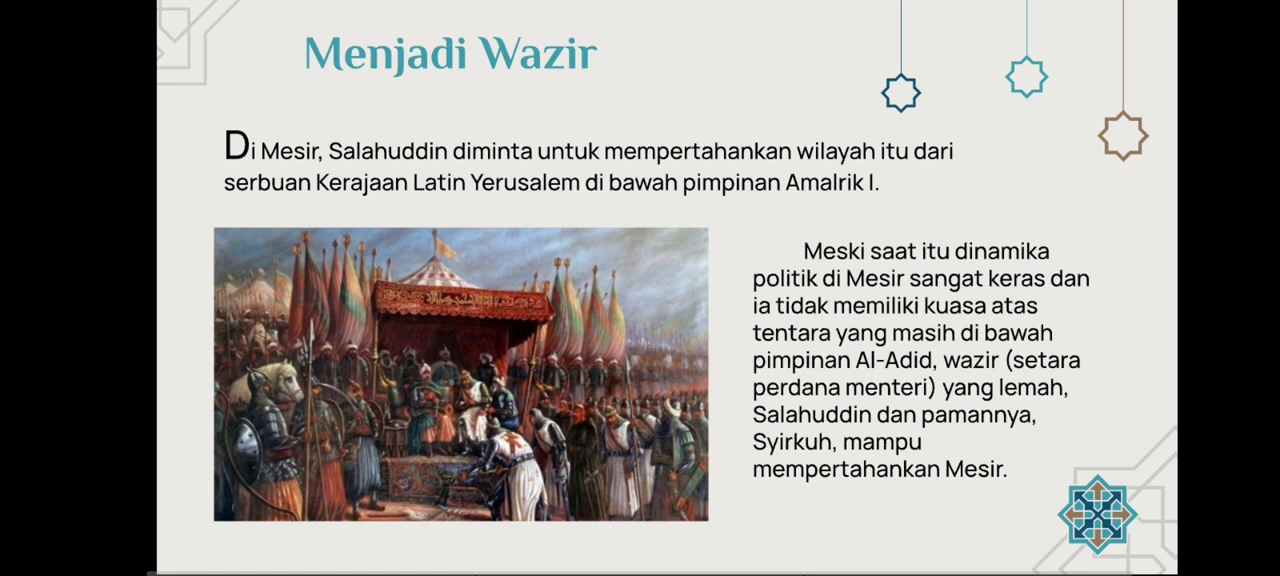 Menjadi Wazir
Di Mesir, Salahuddin diminta untuk mempertahankan wilayah itu dari
serbuan Kerajaan Latin Yerusalem di bawah pimpinan Amalrik I.
Meski saat itu dinamika
politik di Mesir sangat keras dan
ia tidak memiliki kuasa atas
tentara yang masih di bawah
pimpinan Al-Adid, wazir (setara
perdana menteri) yang lemah,
Salahuddin dan pamannya,
Syirkuh, mampu
mempertahankan Mesir.